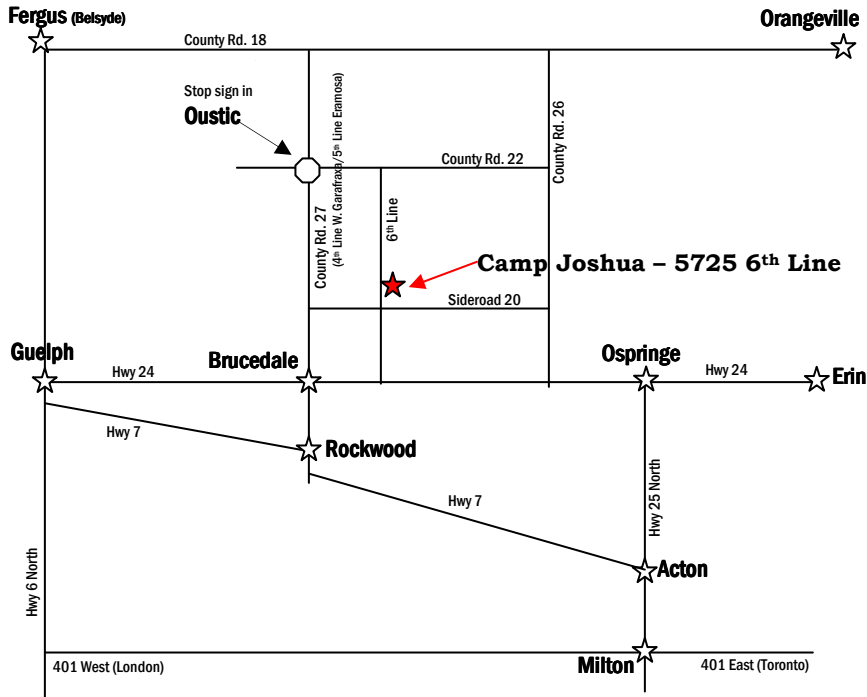 Fergus (Belsyde)
Orangeville
County Rd. 18
Stop sign in
Oustic
County Rd. 22
County Rd. 26
County Rd. 27
(4th Line W. Garafraxa/5th Line Eramosa)
6th Line
Camp Joshua – 5725 6th Line
Sideroad 20
Guelph
Brucedale
Ospringe
Hwy 24
Hwy 24
Erin
Hwy 7
Rockwood
Hwy 7
Hwy 25 North
Acton
Hwy 6 North
401 West (London)
Milton
401 East (Toronto)